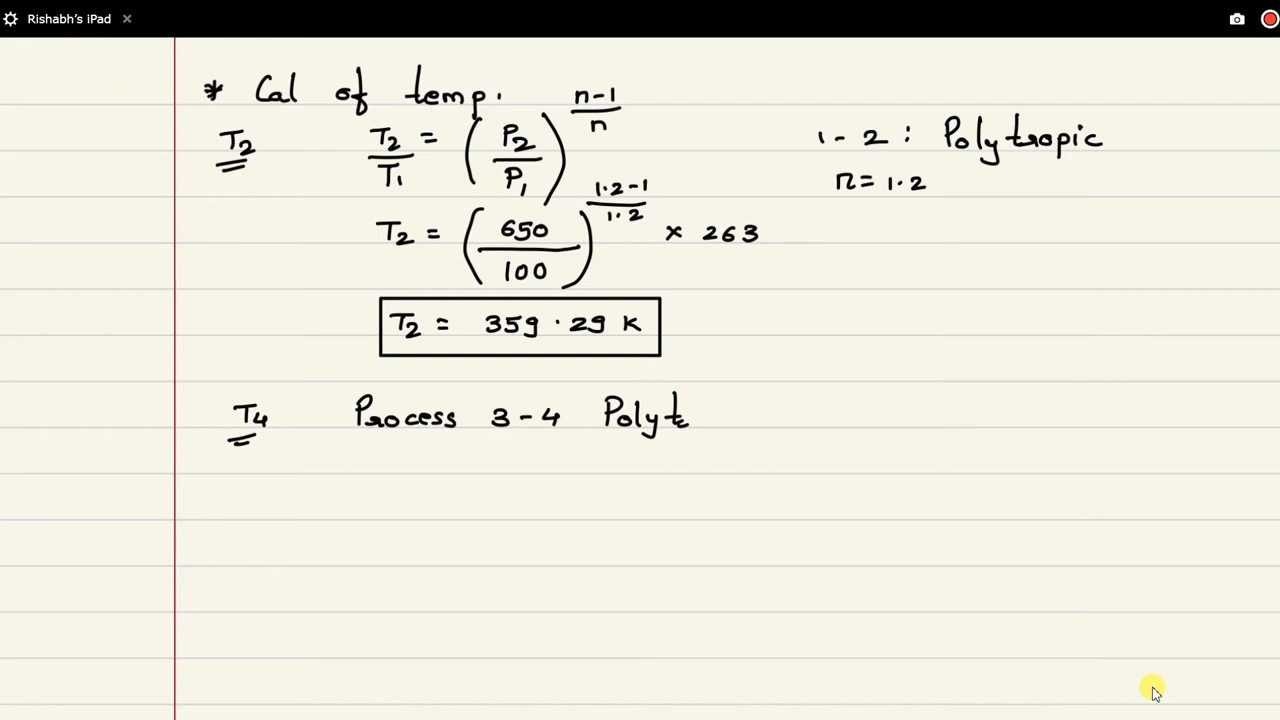 Rishabh's iPad ×
* Cal of temp.
T2 T2/T1 = (P2/P1)^(n-1/n) 1-2 : Polytropic
n = 1.2
T2 = (650/100)^(1.2-1/1.2) × 263
T2 = 359.29 K
T4 Process 3-4 Polyt